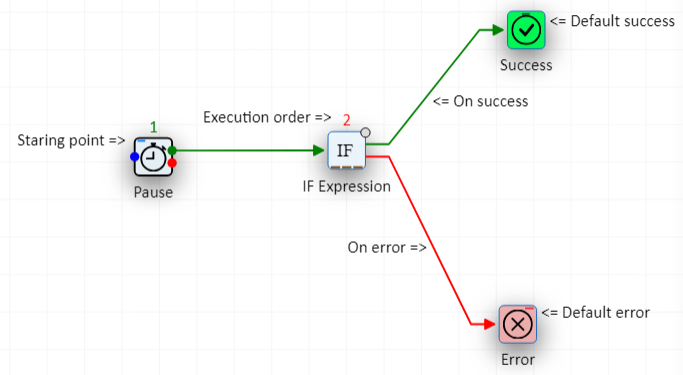 <= Default success
Success
<= On success
Execution order => 2
1
Staring point =>
IF
Pause
IF Expression
On error =>
<= Default error
Error